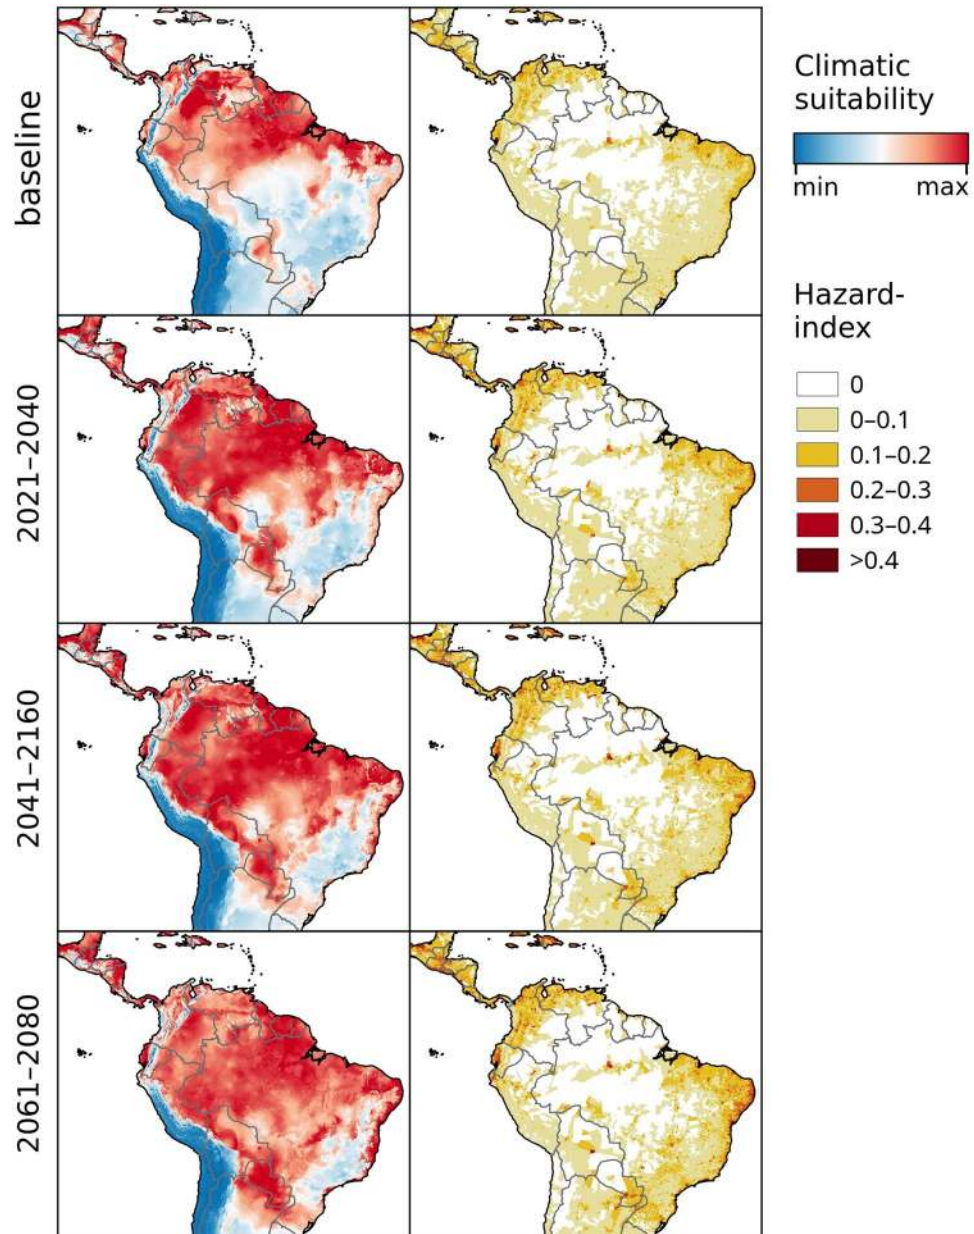 baseline
2021–2040
2041–2160
2061–2080
Climatic
suitability
min max
Hazard-
index
0
0–0.1
0.1–0.2
0.2–0.3
0.3–0.4
>0.4